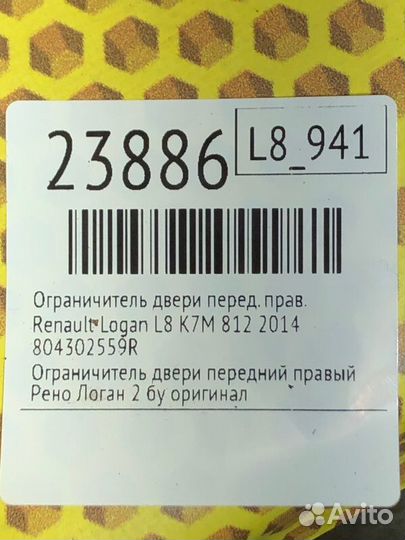 23886
L8_941
Ограничитель двери перед. прав.
Renault Logan L8 K7M 812 2014
804302559R
Ограничитель двери передний правый
Рено Логан 2 бу оригинал
Avito